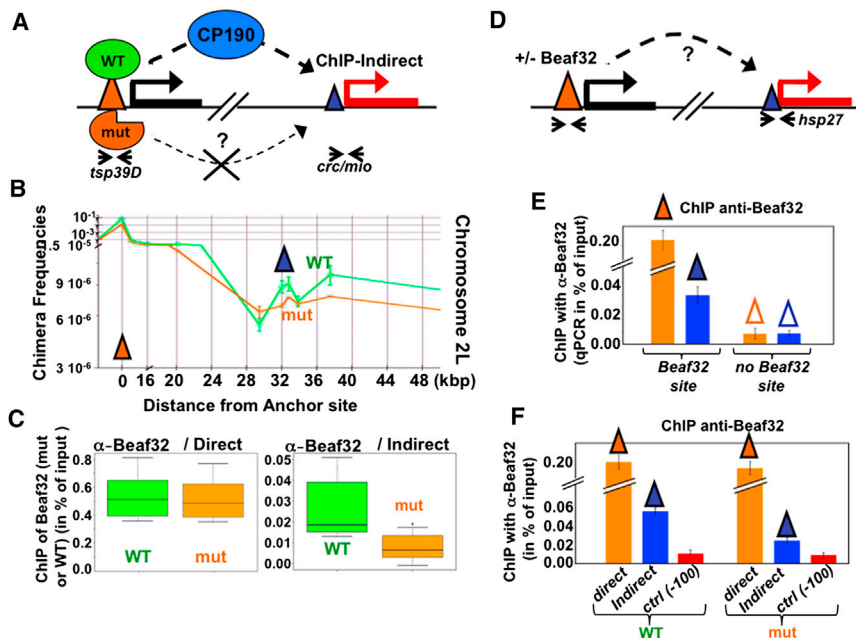 A
WT
CP190
ChIP-Indirect
mut
?
tsp39D
crc/mio
B
Chimera Frequencies
10-1
10-3
.5 10-5
9 10-6
6 10-6
3 10-6
WT
mut
Chromosome 2L
0 16 20 24 28 32 36 40 44 48 (kbp)
Distance from Anchor site
C
α-Beaf32 / Direct
α-Beaf32 / Indirect
ChIP of Beaf32 (mut
or WT) (in % of input)
0.8
0.6
0.4
0.2
0.0
WT
mut
0.05
0.04
0.03
0.02
0.01
0.00
WT
mut
D
+/- Beaf32
?
hsp27
E
ChIP anti-Beaf32
ChIP with α-Beaf32
(qPCR in % of input)
0.20
0.04
0.02
0.00
Beaf32
site
no Beaf32
site
F
ChIP anti-Beaf32
ChIP with α-Beaf32
(in % of input)
0.20
0.06
0.04
0.02
0.00
direct
Indirect
ctrl (-100)
direct
Indirect
ctrl (-100)
WT
mut